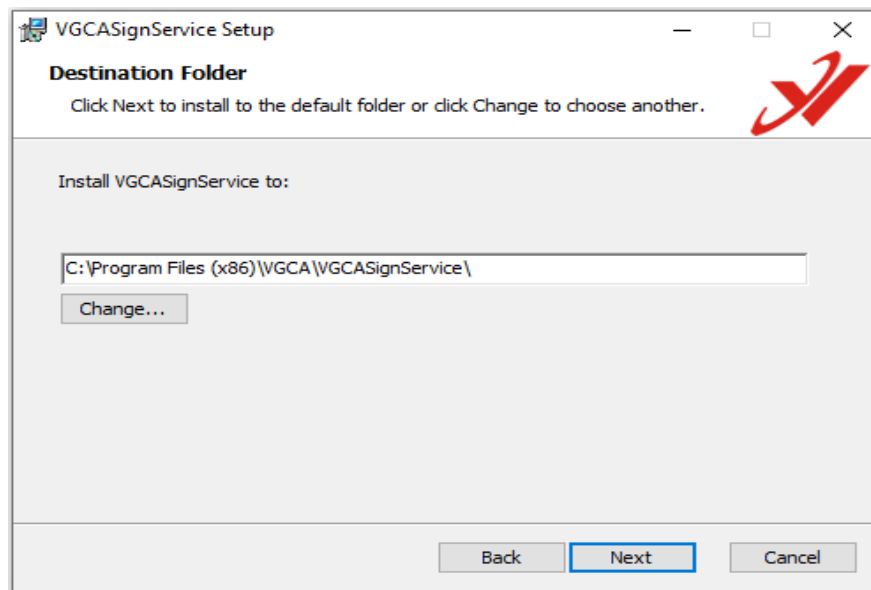 VGCASignService Setup
Destination Folder
Click Next to install to the default folder or click Change to choose another.
Install VGCASignService to:
C:\Program Files (x86)\VGCA\VGCASignService\
Change...
Back Next Cancel